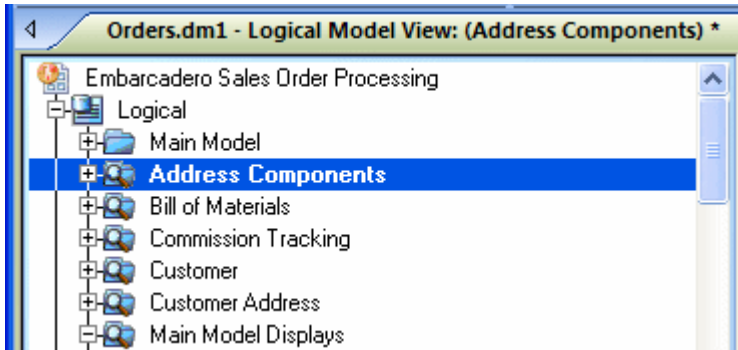 Orders.dm1 - Logical Model View: (Address Components) *
Embarcadero Sales Order Processing
Logical
Main Model
Address Components
Bill of Materials
Commission Tracking
Customer
Customer Address
Main Model Displays